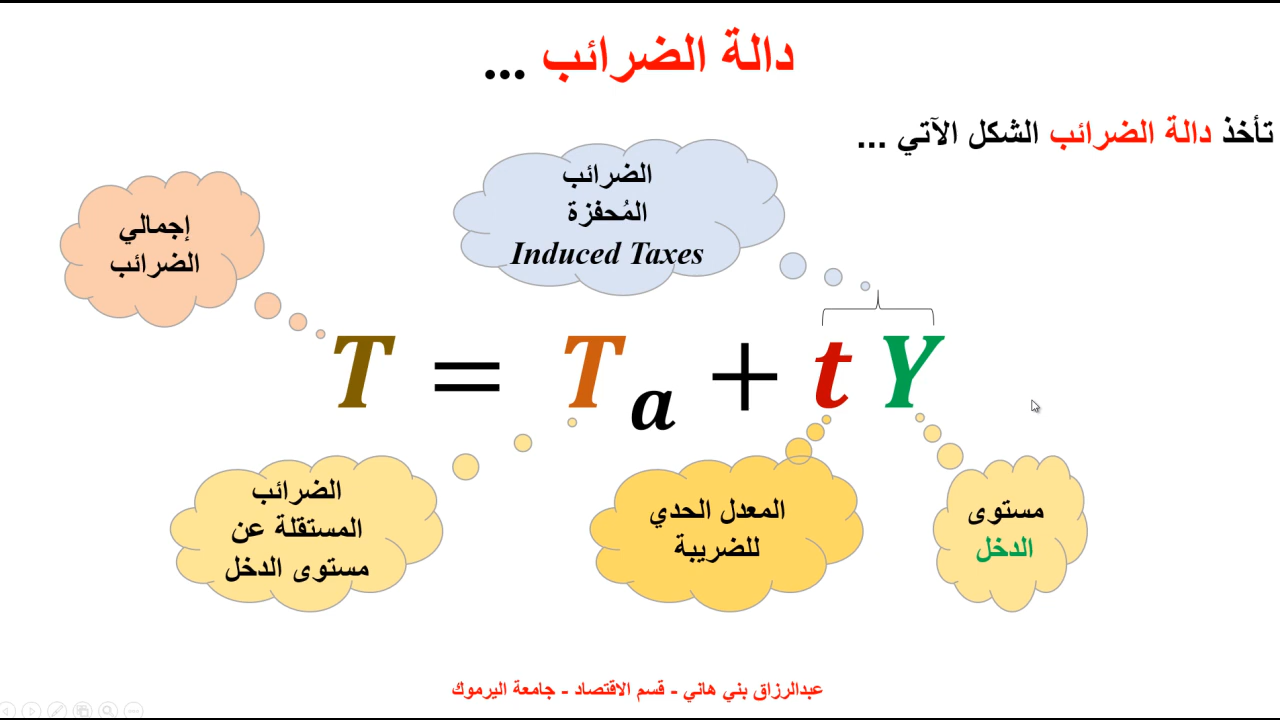 دالة الضرائب ...
تأخذ دالة الضرائب الشكل الآتي ...
الضرائب
المُحفزة
Induced Taxes
إجمالي
الضرائب
T = Ta + t Y
الضرائب
المستقلة عن
مستوى الدخل
المعدل الحدي
للضريبة
مستوى
الدخل
عبدالرزاق بني هاني - قسم الاقتصاد - جامعة اليرموك